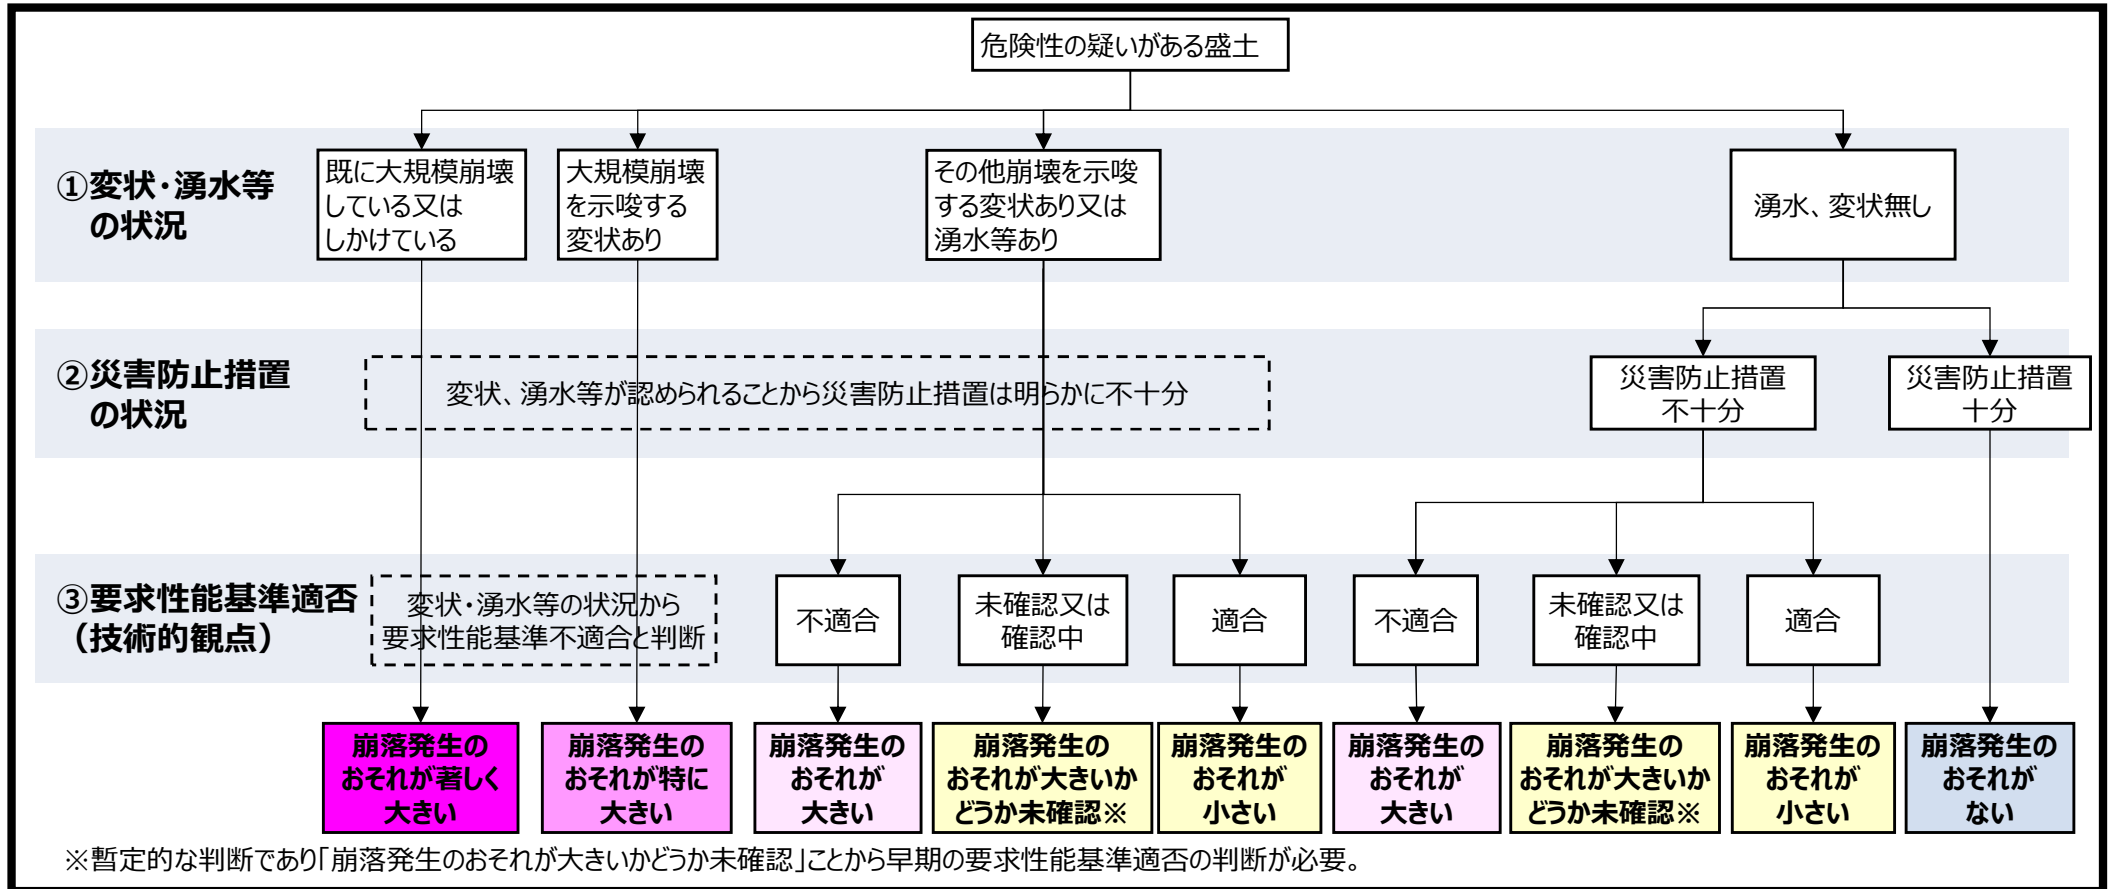 危険性の疑いがある盛土
①変状・湧水等
の状況
既に大規模崩壊
している又は
しかけている
大規模崩壊
を示唆する
変状あり
その他崩壊を示唆
する変状あり又は
湧水等あり
湧水、変状無し
②災害防止措置
の状況
変状、湧水等が認められることから災害防止措置は明らかに不十分
災害防止措置
不十分
災害防止措置
十分
③要求性能基準適否
（技術的観点）
変状・湧水等の状況から
要求性能基準不適合と判断
不適合
未確認又は
確認中
適合
不適合
未確認又は
確認中
適合
崩落発生の
おそれが著しく
大きい
崩落発生の
おそれが特に
大きい
崩落発生の
おそれが
大きい
崩落発生の
おそれが大きいか
どうか未確認※
崩落発生の
おそれが
小さい
崩落発生の
おそれが
大きい
崩落発生の
おそれが大きいか
どうか未確認※
崩落発生の
おそれが
小さい
崩落発生の
おそれが
ない
※暫定的な判断であり「崩落発生のおそれが大きいかどうか未確認」ことから早期の要求性能基準適否の判断が必要。